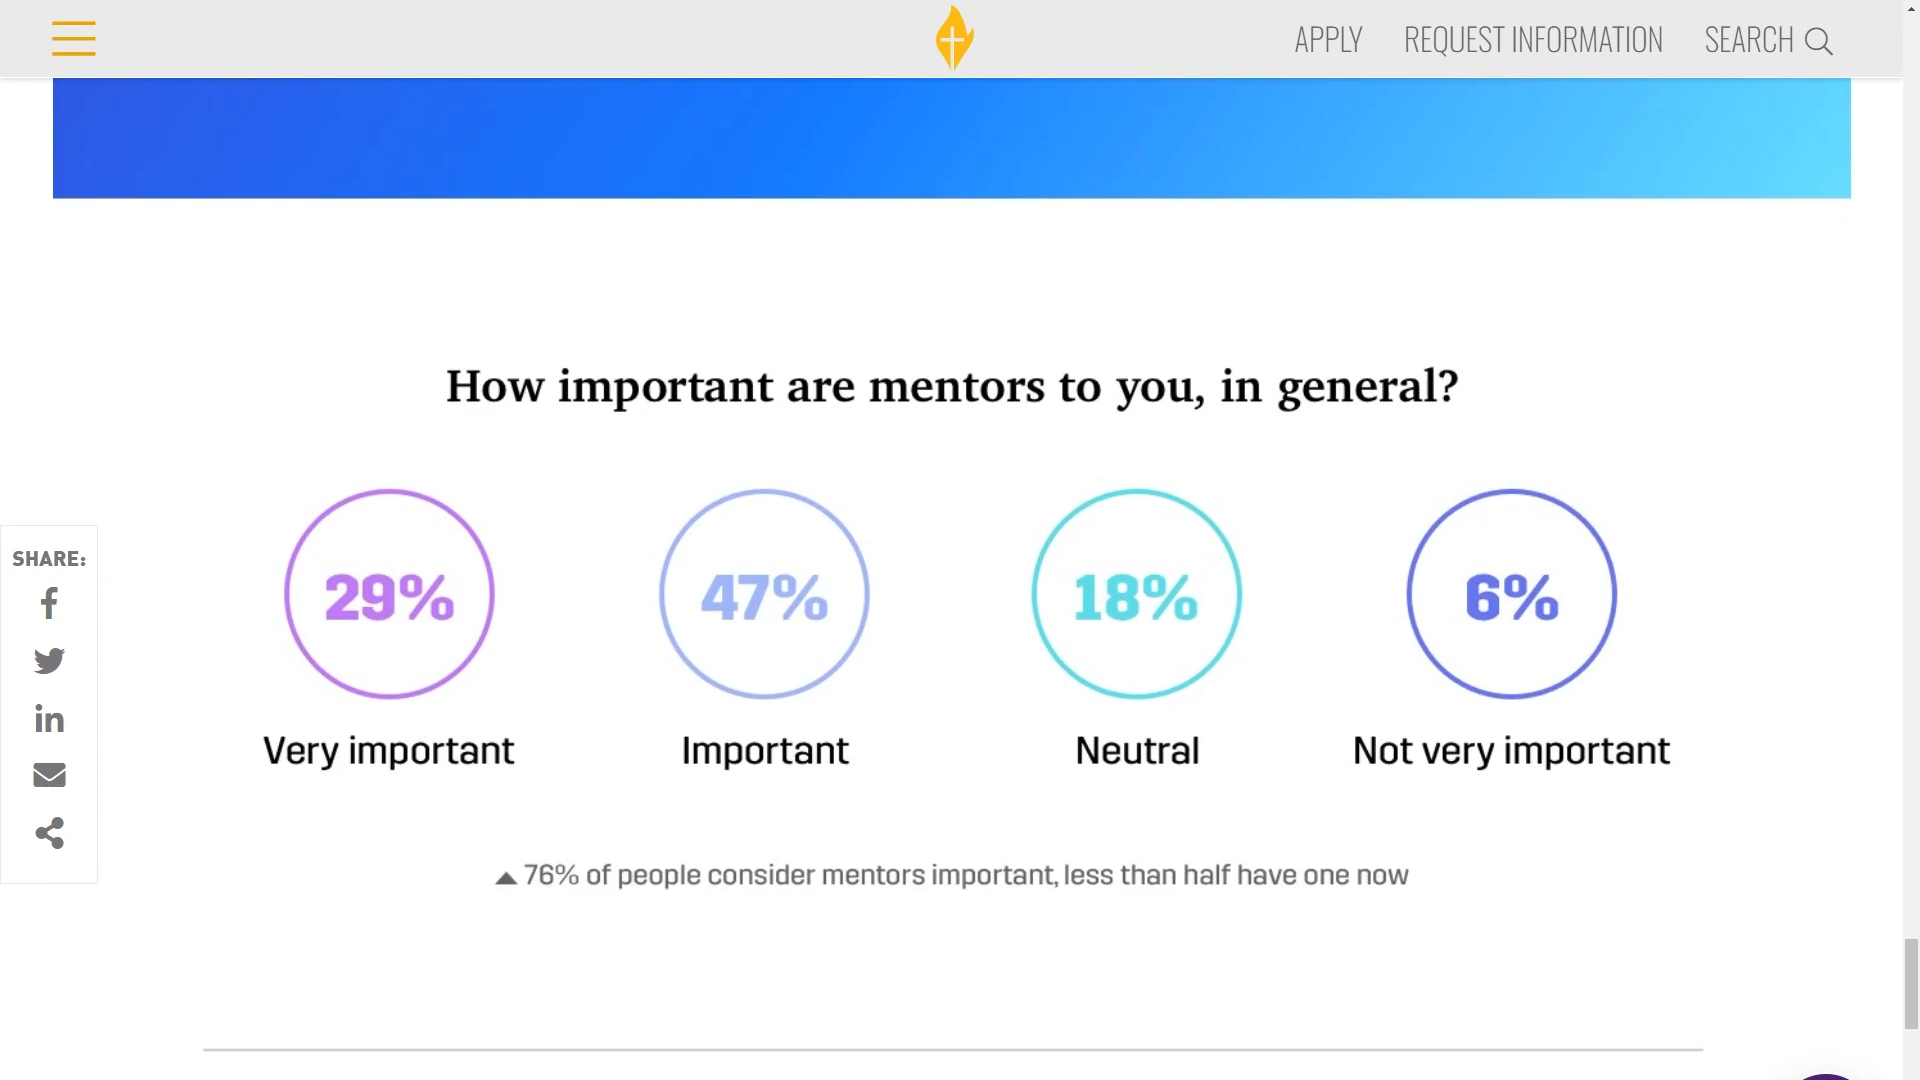 APPLY REQUEST INFORMATION SEARCH
How important are mentors to you, in general?
29% 47% 18% 6%
Very important Important Neutral Not very important
SHARE:
76% of people consider mentors important, less than half have one now